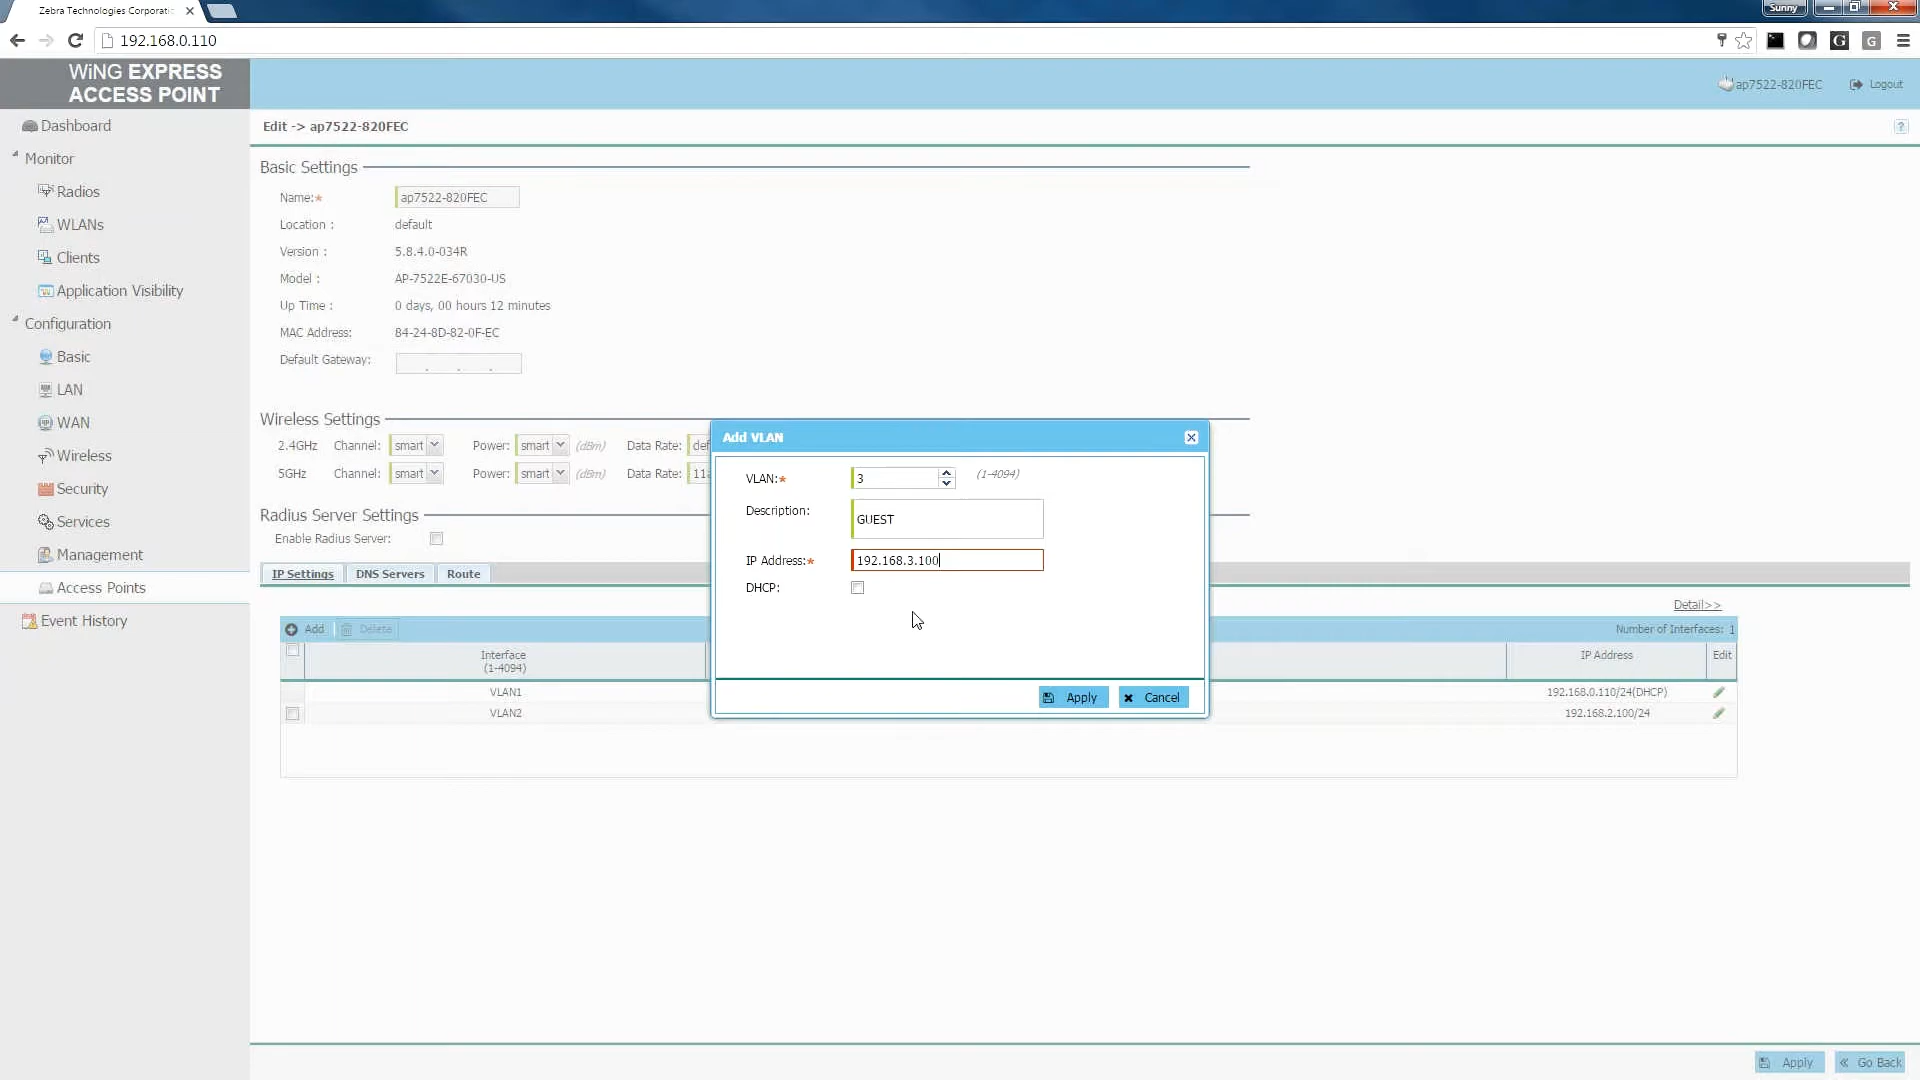 Zebra Technologies Corporati
Sunny
192.168.0.110
WiNG EXPRESS
ACCESS POINT
ap7522-820FEC
Logout
Dashboard
Monitor
Radios
WLANs
Clients
Application Visibility
Configuration
Basic
LAN
WAN
Wireless
Security
Services
Management
Access Points
Event History
Edit -> ap7522-820FEC
?
Basic Settings
Name:* ap7522-820FEC
Location : default
Version : 5.8.4.0-034R
Model : AP-7522E-67030-US
Up Time : 0 days, 00 hours 12 minutes
MAC Address: 84-24-8D-82-0F-EC
Default Gateway: . . .
Wireless Settings
2.4GHz Channel: smart Power: smart (dBm) Data Rate: def
5GHz Channel: smart Power: smart (dBm) Data Rate: 11
Radius Server Settings
Enable Radius Server:
IP Settings DNS Servers Route
Detail>>
Add Delete Number of Interfaces: 1
Interface
(1-4094)
IP Address Edit
VLAN1 192.168.0.110/24(DHCP)
VLAN2 192.168.2.100/24
Add VLAN
VLAN:* 3 (1-4094)
Description: GUEST
IP Address:* 192.168.3.100
DHCP:
Apply Cancel
Apply Go Back